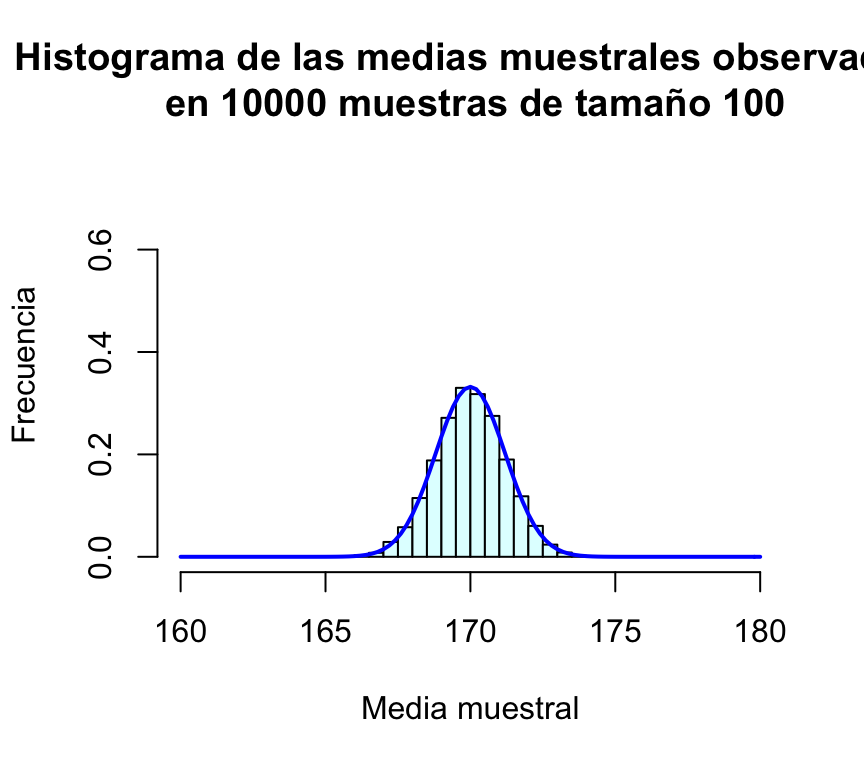 Histograma de las medias muestrales observa
en 10000 muestras de tamaño 100
0.6
0.4
0.2
0.0
Frecuencia
160 165 170 175 180
Media muestral